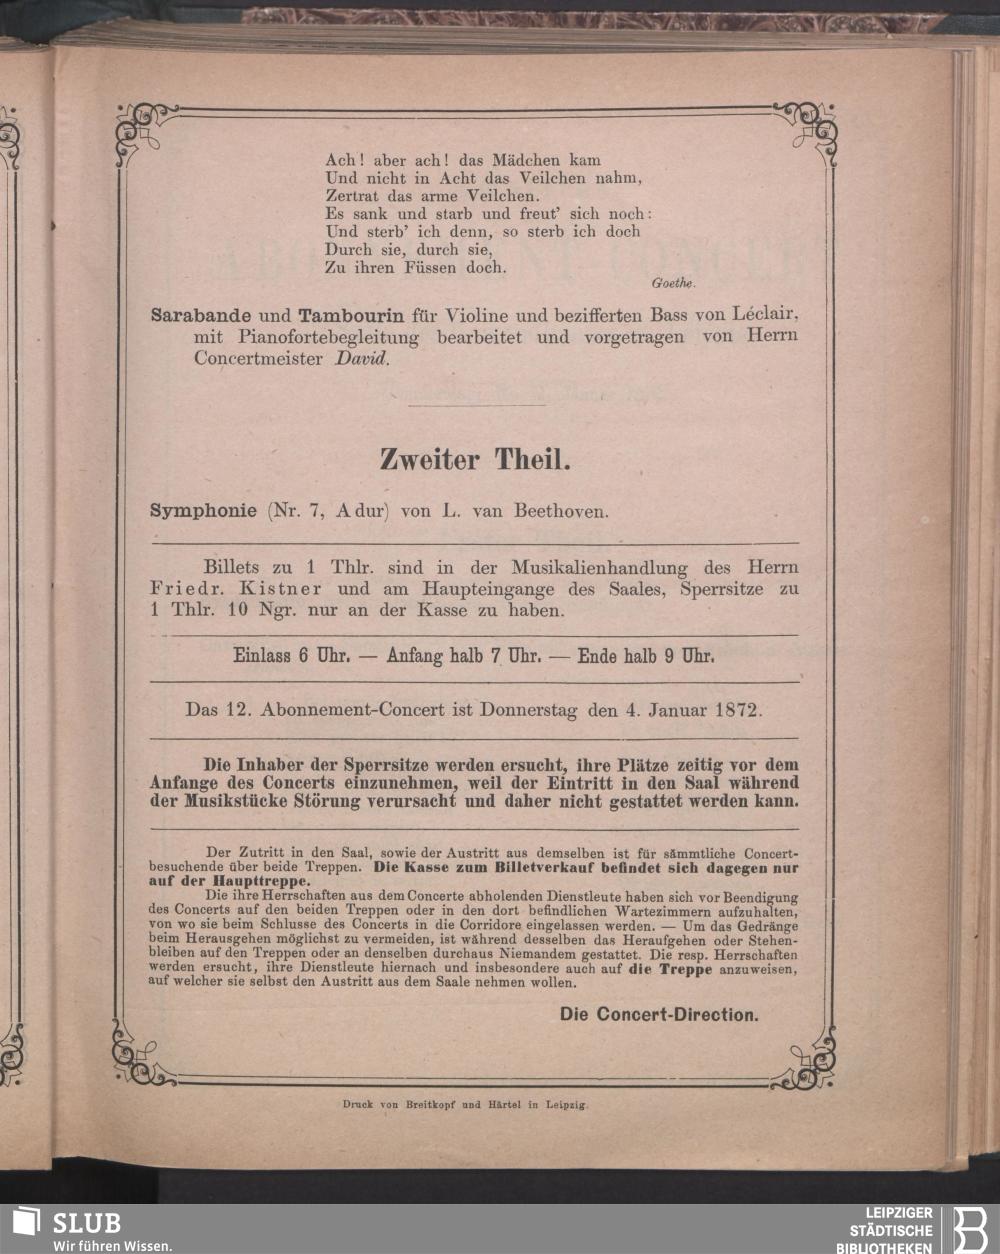 Ach! aber ach! das Mädchen kam
Und nicht in Acht das Veilchen nahm,
Zertrat das arme Veilchen.
Es sank und starb und freut' sich noch:
Und sterb' ich denn, so sterb ich doch
Durch sie, durch sie,
Zu ihren Füssen doch.
Goethe.
Sarabande und Tambourin für Violine und bezifferten Bass von Léclair,
mit Pianofortebegleitung bearbeitet und vorgetragen von Herrn
Concertmeister David.
Zweiter Theil.
Symphonie (Nr. 7, A dur) von L. van Beethoven.
Billets zu 1 Thlr. sind in der Musikalienhandlung des Herrn
Friedr. Kistner und am Haupteingange des Saales, Sperrsitze zu
1 Thlr. 10 Ngr. nur an der Kasse zu haben.
Einlass 6 Uhr. — Anfang halb 7 Uhr. — Ende halb 9 Uhr.
Das 12. Abonnement-Concert ist Donnerstag den 4. Januar 1872.
Die Inhaber der Sperrsitze werden ersucht, ihre Plätze zeitig vor dem
Anfange des Concerts einzunehmen, weil der Eintritt in den Saal während
der Musikstücke Störung verursacht und daher nicht gestattet werden kann.
Der Zutritt in den Saal, sowie der Austritt aus demselben ist für sämmtliche Concert-
besuchende über beide Treppen. Die Kasse zum Billetverkauf befindet sich dagegen nur
auf der Haupttreppe.
Die ihre Herrschaften aus dem Concerte abholenden Dienstleute haben sich vor Beendigung
des Concerts auf den beiden Treppen oder in den dort befindlichen Wartezimmern aufzuhalten,
von wo sie beim Schlusse des Concerts in die Corridore eingelassen werden. — Um das Gedränge
beim Herausgehen möglichst zu vermeiden, ist während desselben das Heraufgehen oder Stehen-
bleiben auf den Treppen oder an denselben durchaus Niemandem gestattet. Die resp. Herrschaften
werden ersucht, ihre Dienstleute hiernach und insbesondere auch auf die Treppe anzuweisen,
auf welcher sie selbst den Austritt aus dem Saale nehmen wollen.
Die Concert-Direction.
Druck von Breitkopf und Härtel in Leipzig.
SLUB
Wir führen Wissen.
LEIPZIGER
STÄDTISCHE
BIBLIOTHEKEN